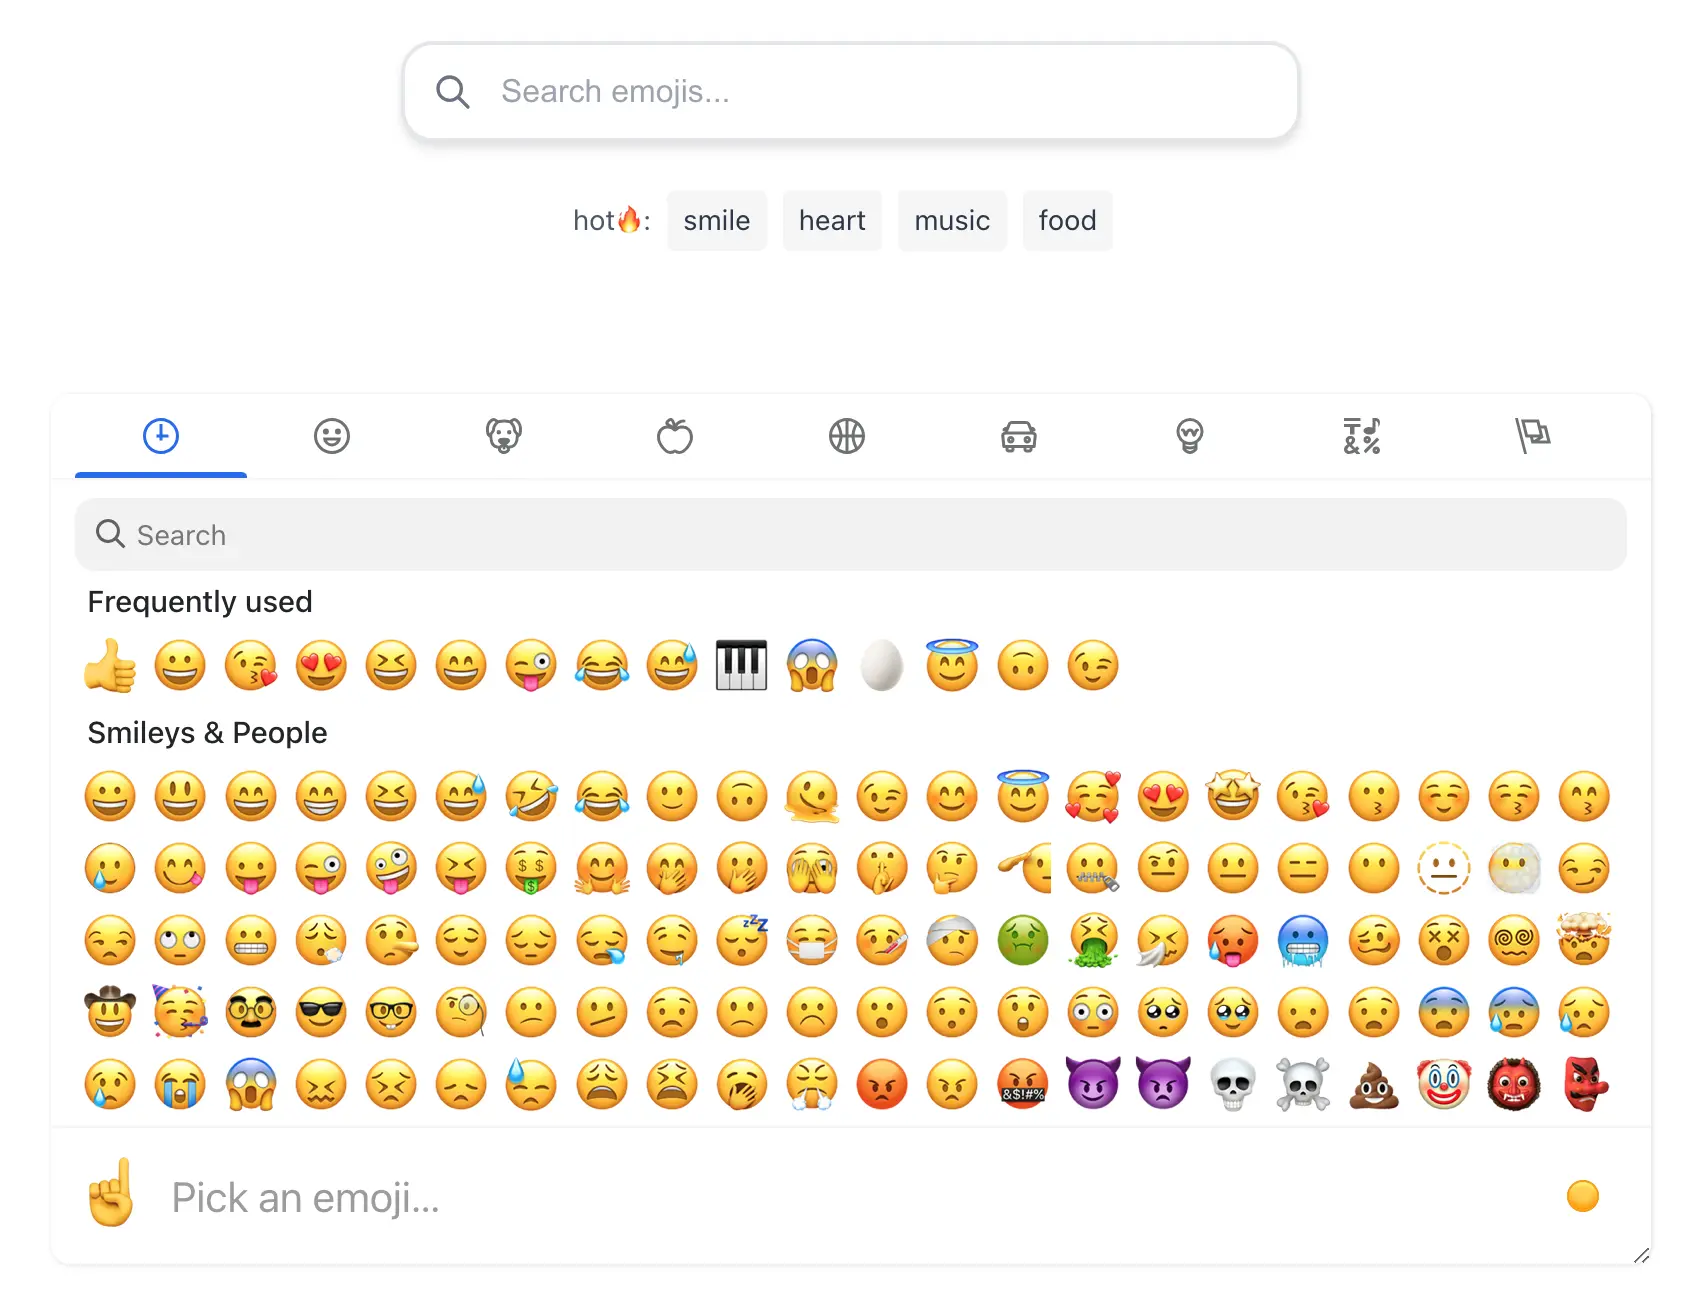 Search emojis...
hot🔥: smile heart music food
Search
Frequently used
Smileys & People
Pick an emoji...